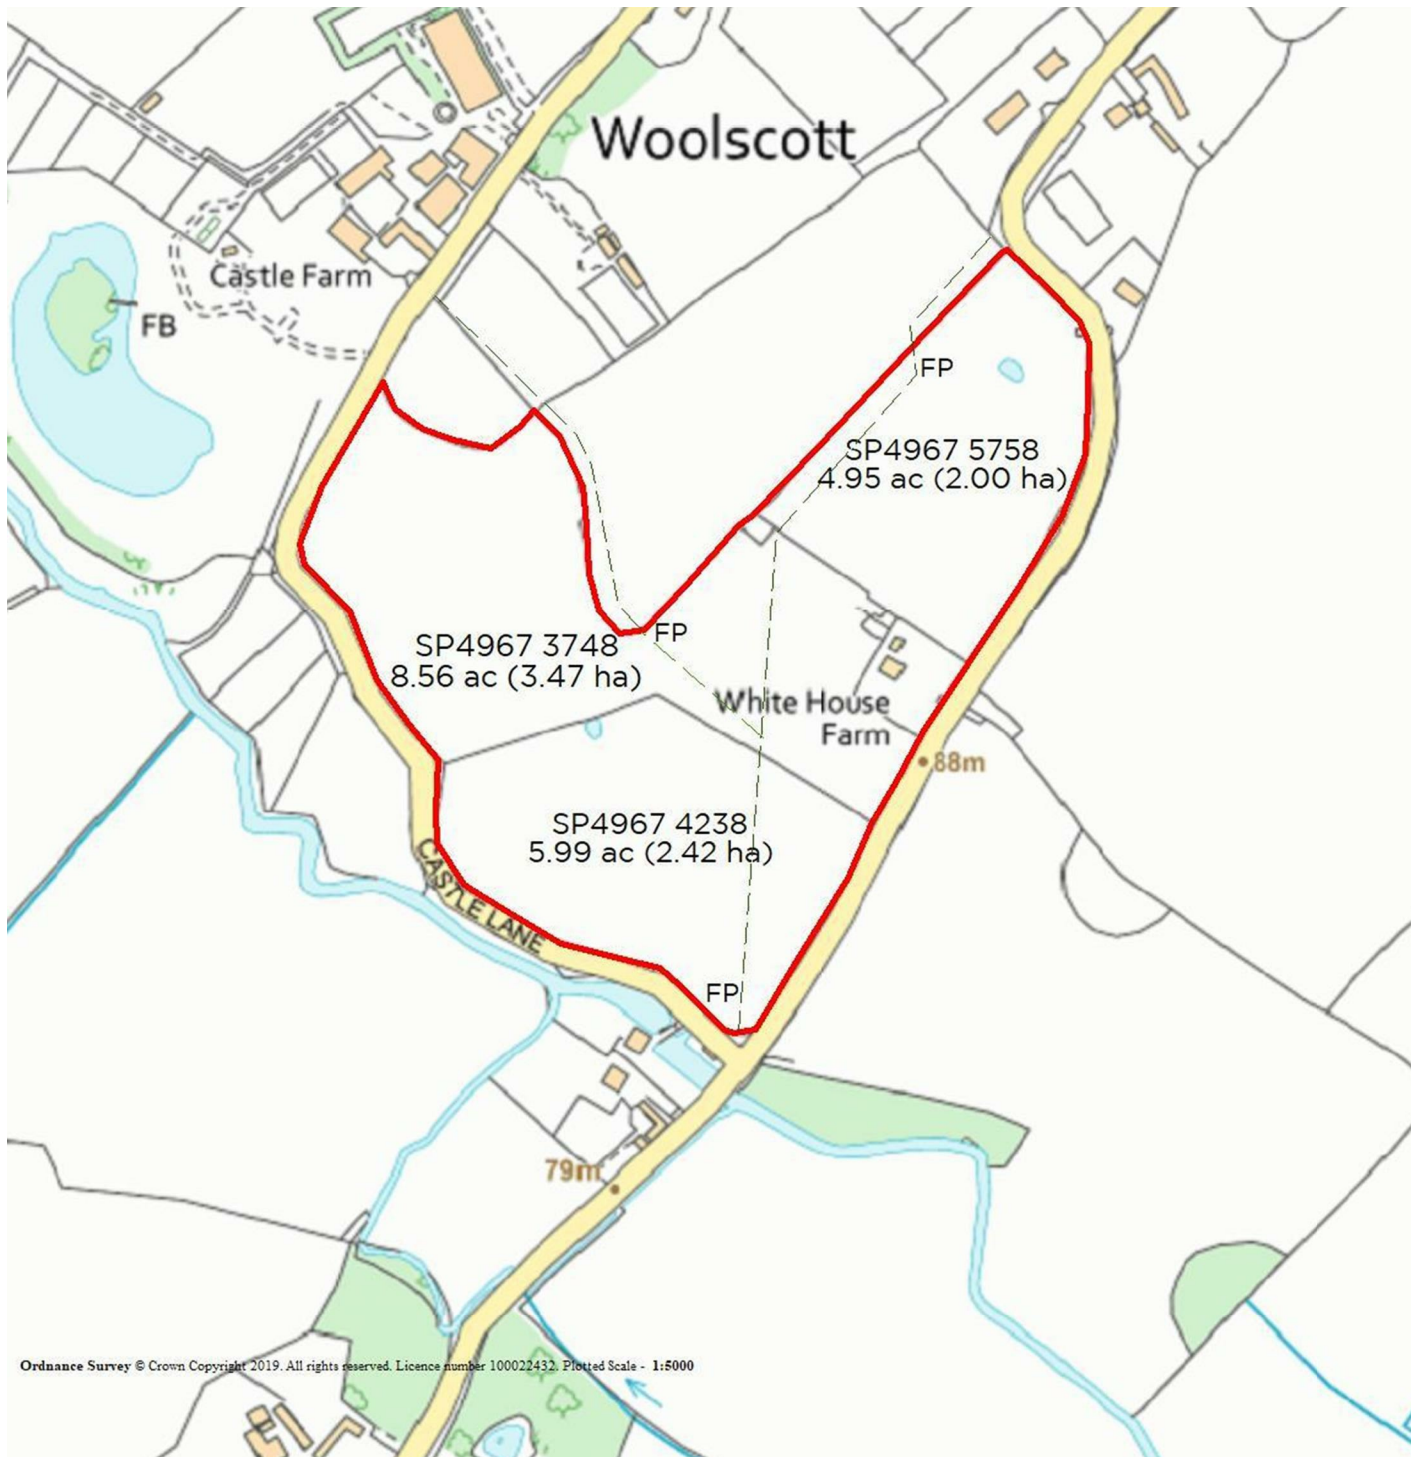 Woolscott
Castle Farm
FB
FP
SP4967 5758
4.95 ac (2.00 ha)
FP
SP4967 3748
8.56 ac (3.47 ha)
White House
Farm
88m
SP4967 4238
5.99 ac (2.42 ha)
CASTLE LANE
FP
79m
Ordnance Survey © Crown Copyright 2019. All rights reserved. Licence number 100022432. Plotted Scale - 1:5000